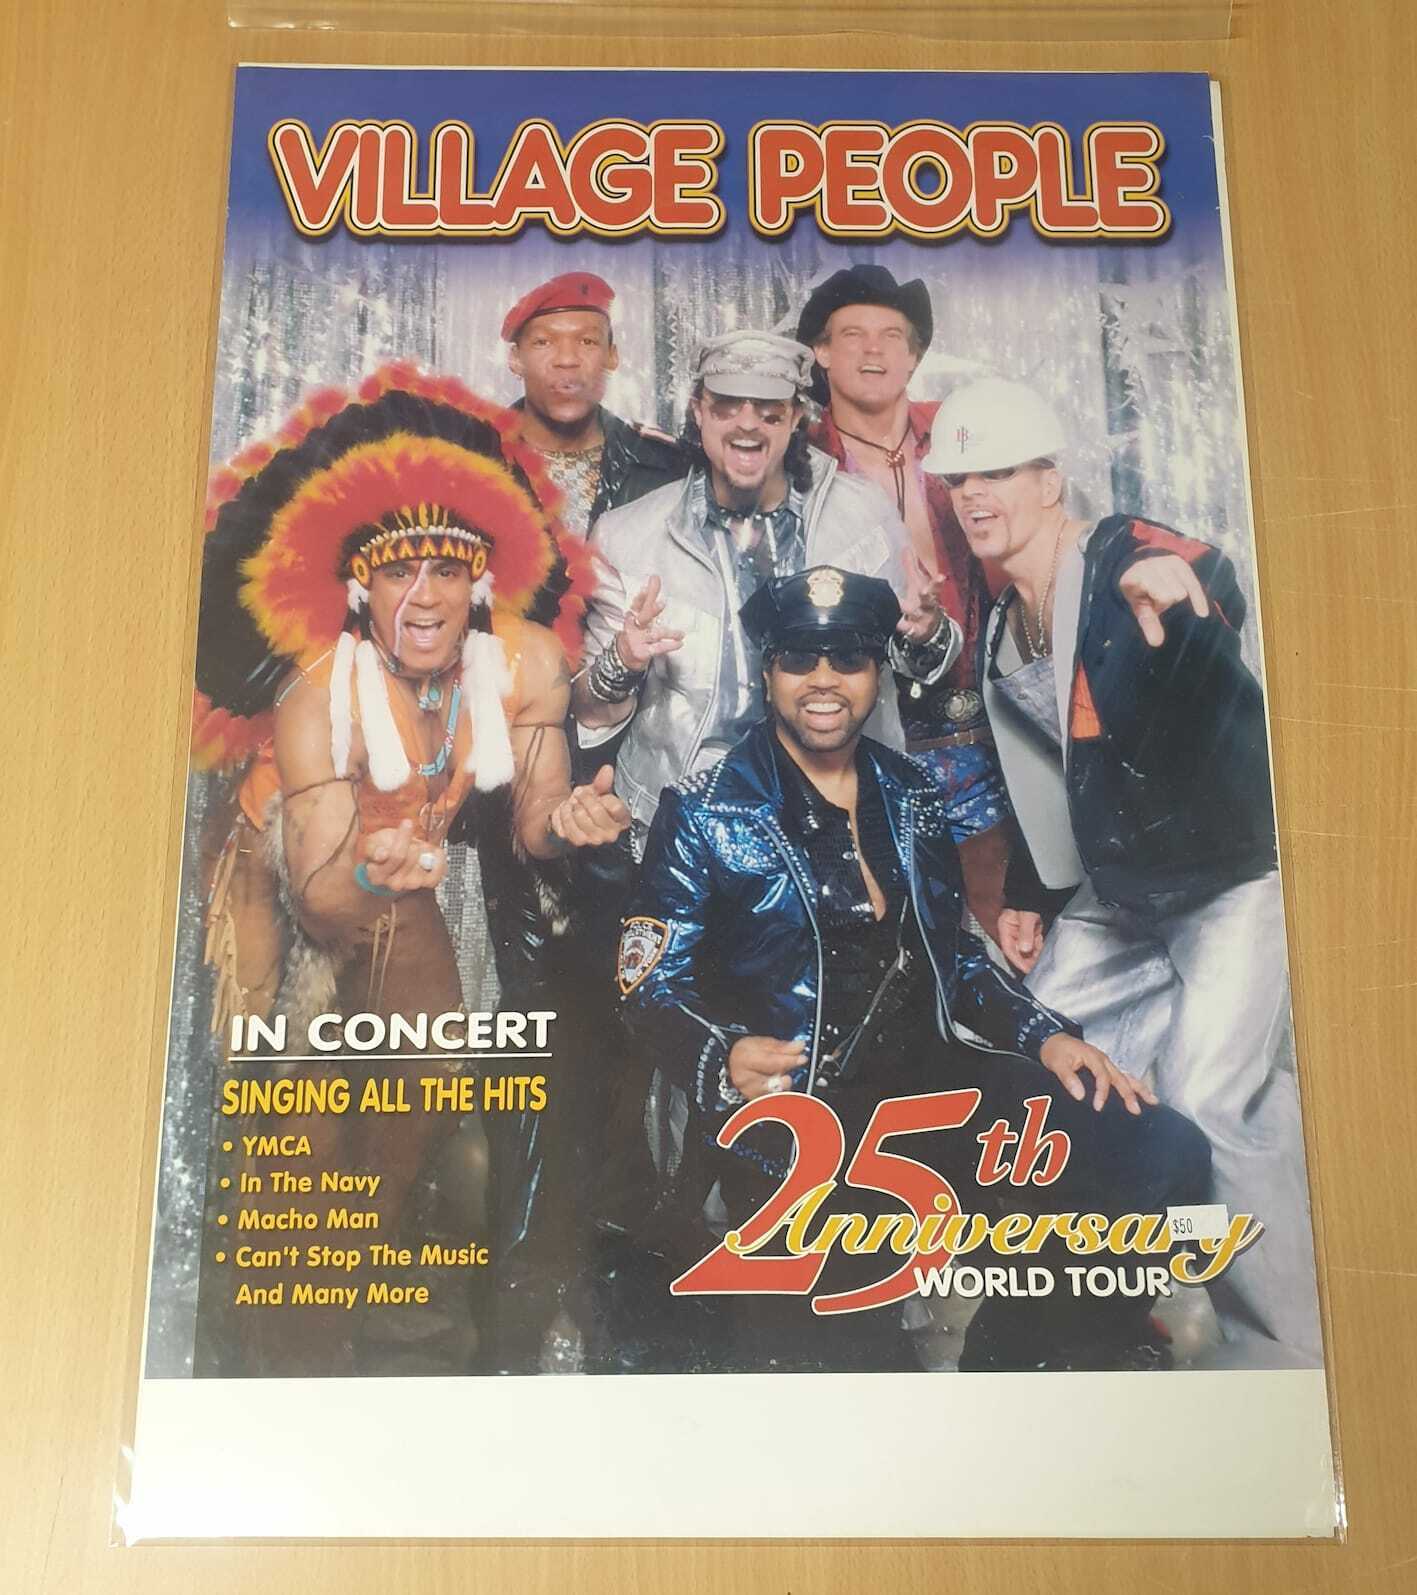 VILLAGE PEOPLE
IN CONCERT
SINGING ALL THE HITS
• YMCA
• In The Navy
• Macho Man
• Can't Stop The Music
And Many More
25th
Anniversary
$50
WORLD TOUR